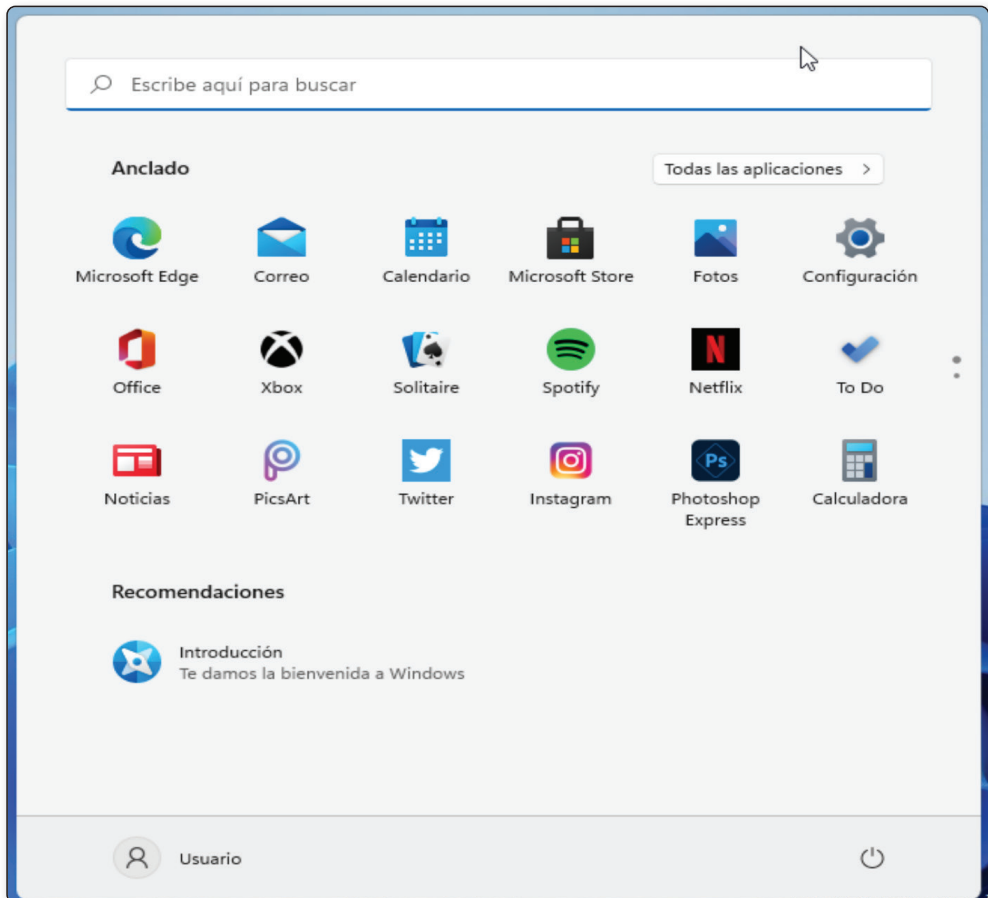 Escribe aquí para buscar
Anclado
Todas las aplicaciones >
Microsoft Edge
Correo
Calendario
Microsoft Store
Fotos
Configuración
Office
Xbox
Solitaire
Spotify
N
Netflix
To Do
Noticias
PicsArt
Twitter
Instagram
Ps
Photoshop
Express
Calculadora
Recomendaciones
Introducción
Te damos la bienvenida a Windows
Usuario